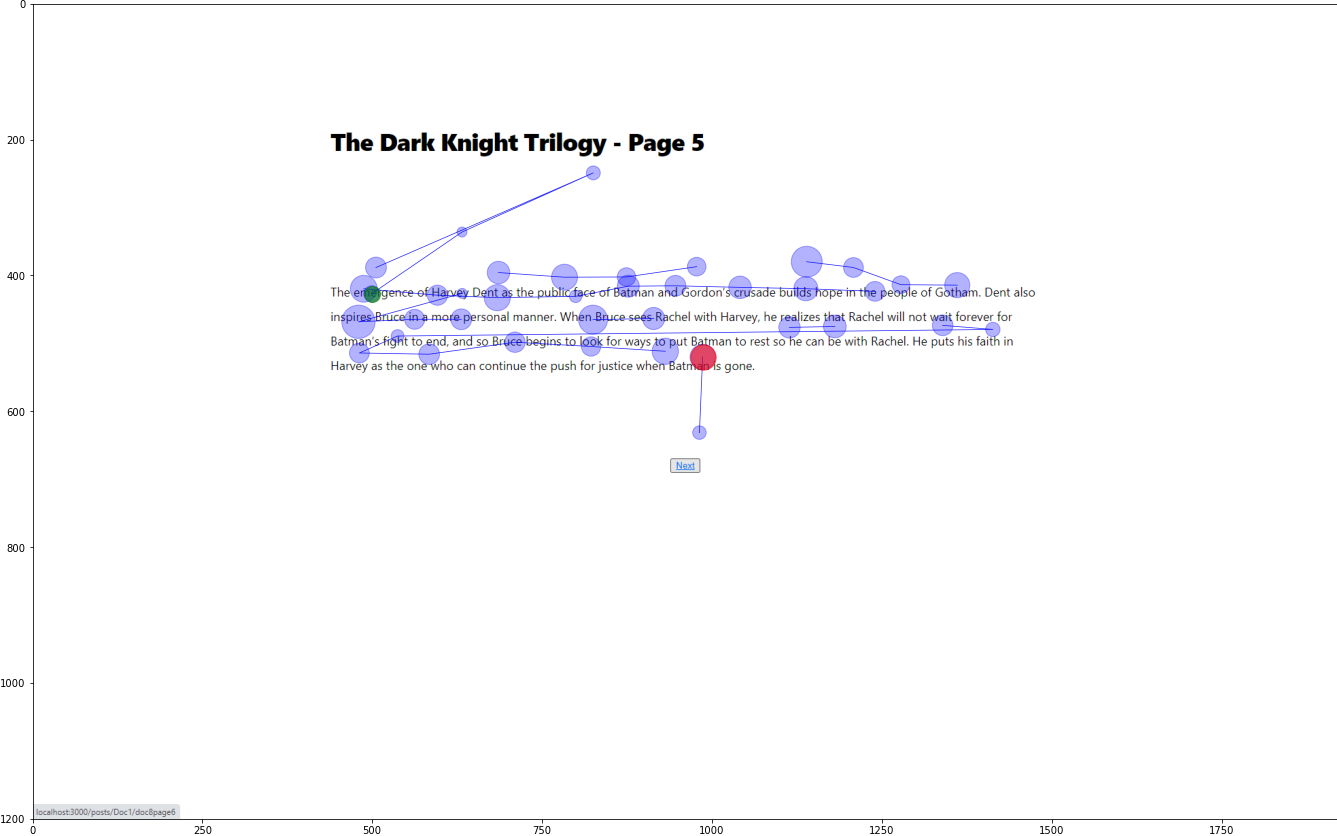 The Dark Knight Trilogy - Page 5
The emergence of Harvey Dent as the public face of Batman and Gordon's crusade builds hope in the people of Gotham. Dent also
inspires Bruce in a more personal manner. When Bruce sees Rachel with Harvey, he realizes that Rachel will not wait forever for
Batman's fight to end, and so Bruce begins to look for ways to put Batman to rest so he can be with Rachel. He puts his faith in
Harvey as the one who can continue the push for justice when Batman is gone.
Next
localhost:3000/posts/Doc1/doc8page6
0
200
400
600
800
1000
1200
0 250 500 750 1000 1250 1500 1750